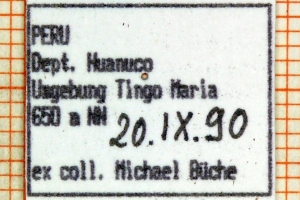 PERU
Dept. Huanuco
Umgebung Tingo Maria
650 m NN 20.IX.90
ex coll. Michael Büche